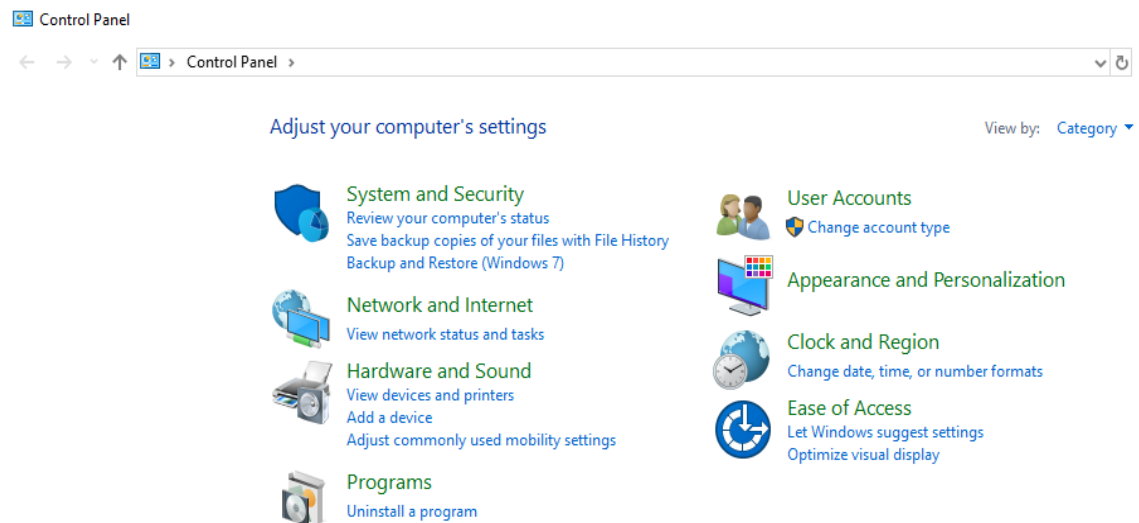 Control Panel
Control Panel
Adjust your computer's settings
View by: Category
System and Security
Review your computer's status
Save backup copies of your files with File History
Backup and Restore (Windows 7)
Network and Internet
View network status and tasks
Hardware and Sound
View devices and printers
Add a device
Adjust commonly used mobility settings
Programs
Uninstall a program
User Accounts
Change account type
Appearance and Personalization
Clock and Region
Change date, time, or number formats
Ease of Access
Let Windows suggest settings
Optimize visual display